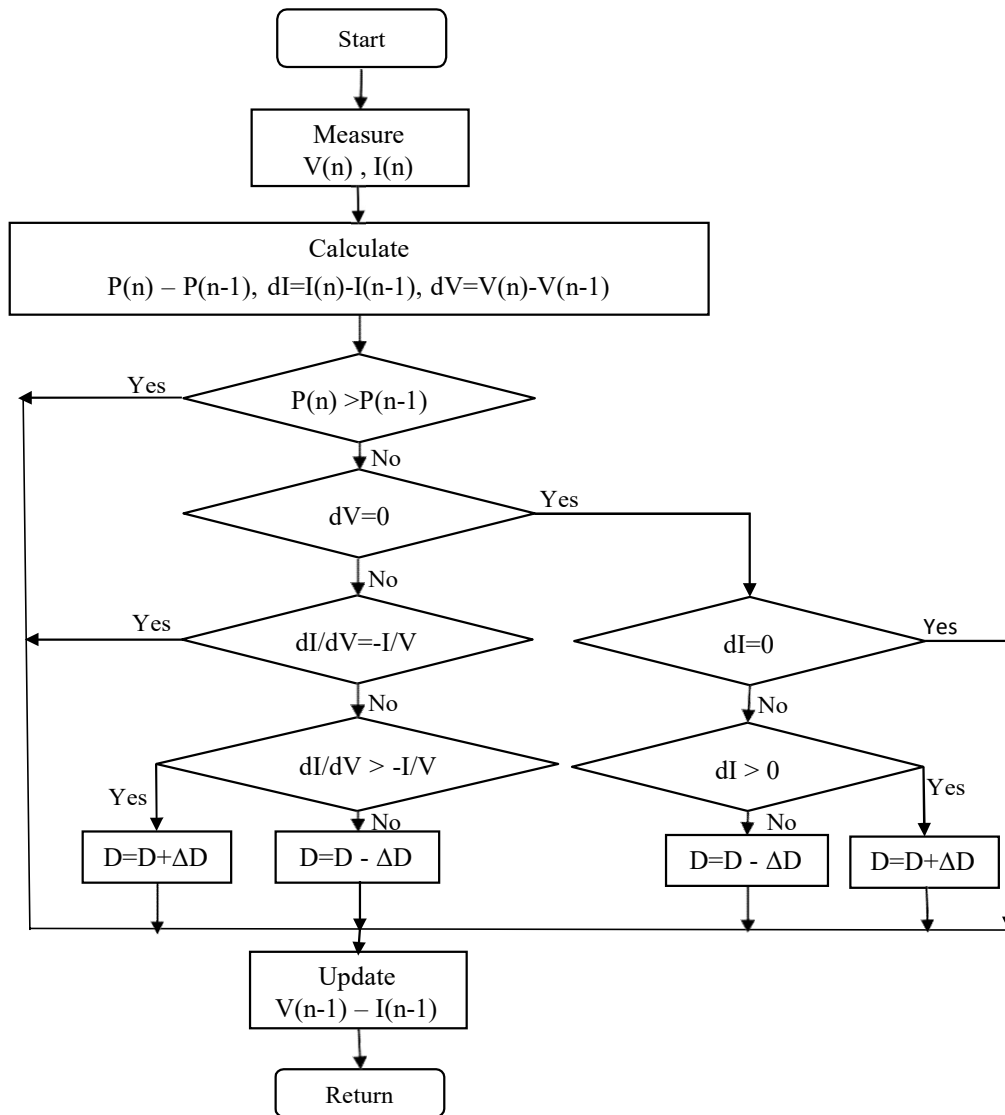 Start
Measure
V(n) , I(n)
Calculate
P(n) – P(n-1), dI=I(n)-I(n-1), dV=V(n)-V(n-1)
Yes
P(n) >P(n-1)
No
dV=0
Yes
No
Yes
dI/dV=-I/V
dI=0
Yes
No
No
dI/dV > -I/V
dI > 0
Yes
No
No
Yes
D=D+ΔD
D=D - ΔD
D=D - ΔD
D=D+ΔD
Update
V(n-1) – I(n-1)
Return